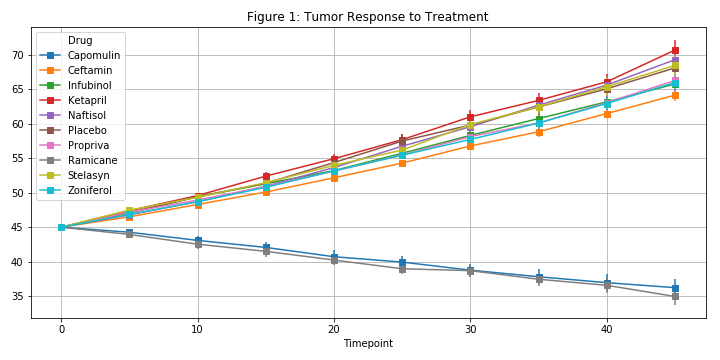 Figure 1: Tumor Response to Treatment
Drug
Capomulin
Ceftamin
Infubinol
Ketapril
Naftisol
Placebo
Propriva
Ramicane
Stelasyn
Zoniferol
70
65
60
55
50
45
40
35
0
10
20
30
40
Timepoint